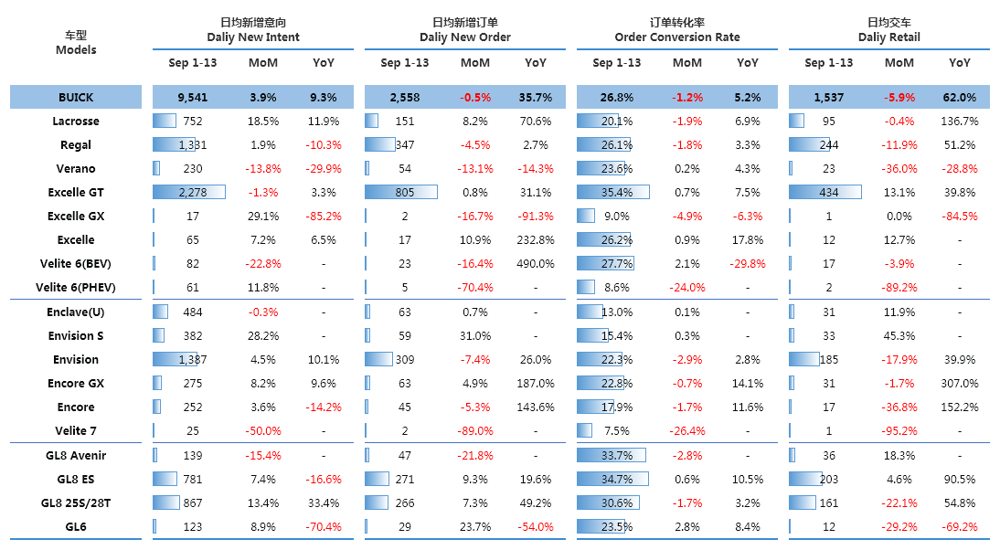 车型
Models
日均新增意向
Daliy New Intent
日均新增订单
Daliy New Order
订单转化率
Order Conversion Rate
日均交车
Daliy Retail
Sep 1-13 MoM YoY Sep 1-13 MoM YoY Sep 1-13 MoM YoY Sep 1-13 MoM YoY
BUICK 9,541 3.9% 9.3% 2,558 -0.5% 35.7% 26.8% -1.2% 5.2% 1,537 -5.9% 62.0%
Lacrosse 752 18.5% 11.9% 151 8.2% 70.6% 20.1% -1.9% 6.9% 95 -0.4% 136.7%
Regal 1,331 1.9% -10.3% 347 -4.5% 2.7% 26.1% -1.8% 3.3% 244 -11.9% 51.2%
Verano 230 -13.8% -29.9% 54 -13.1% -14.3% 23.6% 0.2% 4.3% 23 -36.0% -28.8%
Excelle GT 2,278 -1.3% 3.3% 805 0.8% 31.1% 35.4% 0.7% 7.5% 434 13.1% 39.8%
Excelle GX 17 29.1% -85.2% 2 -16.7% -91.3% 9.0% -4.9% -6.3% 1 0.0% -84.5%
Excelle 65 7.2% 6.5% 17 10.9% 232.8% 26.2% 0.9% 17.8% 12 12.7% -
Velite 6(BEV) 82 -22.8% - 23 -16.4% 490.0% 27.7% 2.1% -29.8% 17 -3.9% -
Velite 6(PHEV) 61 11.8% - 5 -70.4% - 8.6% -24.0% - 2 -89.2% -
Enclave(U) 484 -0.3% - 63 0.7% - 13.0% 0.1% - 31 11.9% -
Envision S 382 28.2% - 59 31.0% - 15.4% 0.3% - 33 45.3% -
Envision 1,387 4.5% 10.1% 309 -7.4% 26.0% 22.3% -2.9% 2.8% 185 -17.9% 39.9%
Encore GX 275 8.2% 9.6% 63 4.9% 187.0% 22.8% -0.7% 14.1% 31 -1.7% 307.0%
Encore 252 3.6% -14.2% 45 -5.3% 143.6% 17.9% -1.7% 11.6% 17 -36.8% 152.2%
Velite 7 25 -50.0% - 2 -89.0% - 7.5% -26.4% - 1 -95.2% -
GL8 Avenir 139 -15.4% - 47 -21.8% - 33.7% -2.8% - 36 18.3% -
GL8 ES 781 7.4% -16.6% 271 9.3% 19.6% 34.7% 0.6% 10.5% 203 4.6% 90.5%
GL8 25S/28T 867 13.4% 33.4% 266 7.3% 49.2% 30.6% -1.7% 3.2% 161 -22.1% 54.8%
GL6 123 8.9% -70.4% 29 23.7% -54.0% 23.5% 2.8% 8.4% 12 -29.2% -69.2%